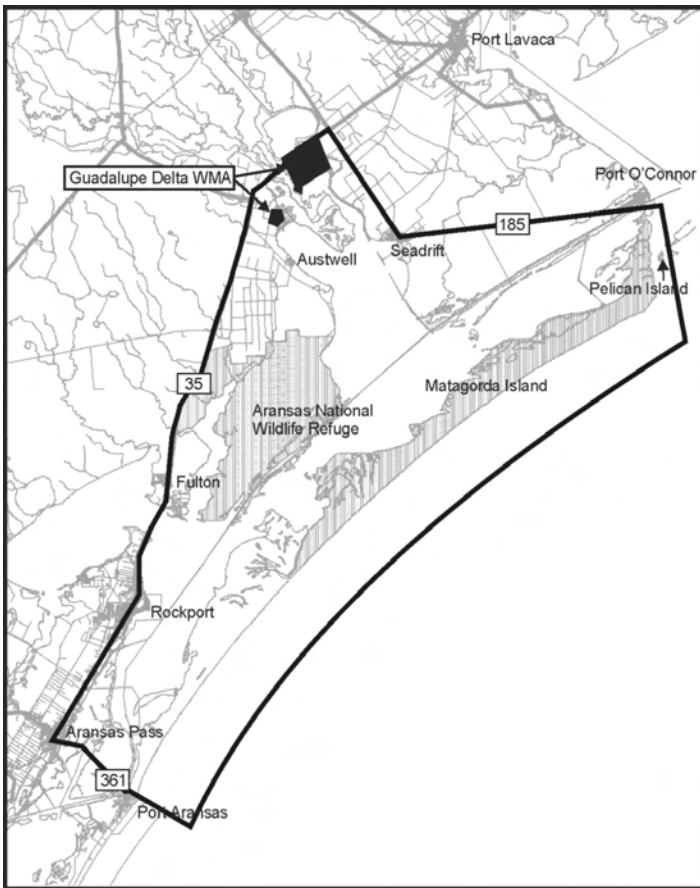 Port Lavaca
Guadalupe Delta WMA
Port O'Connor
185
Seadrift
Austwell
Pelican Island
35
Matagorda Island
Aransas National
Wildlife Refuge
Fulton
Rockport
Aransas Pass
361
Port Aransas